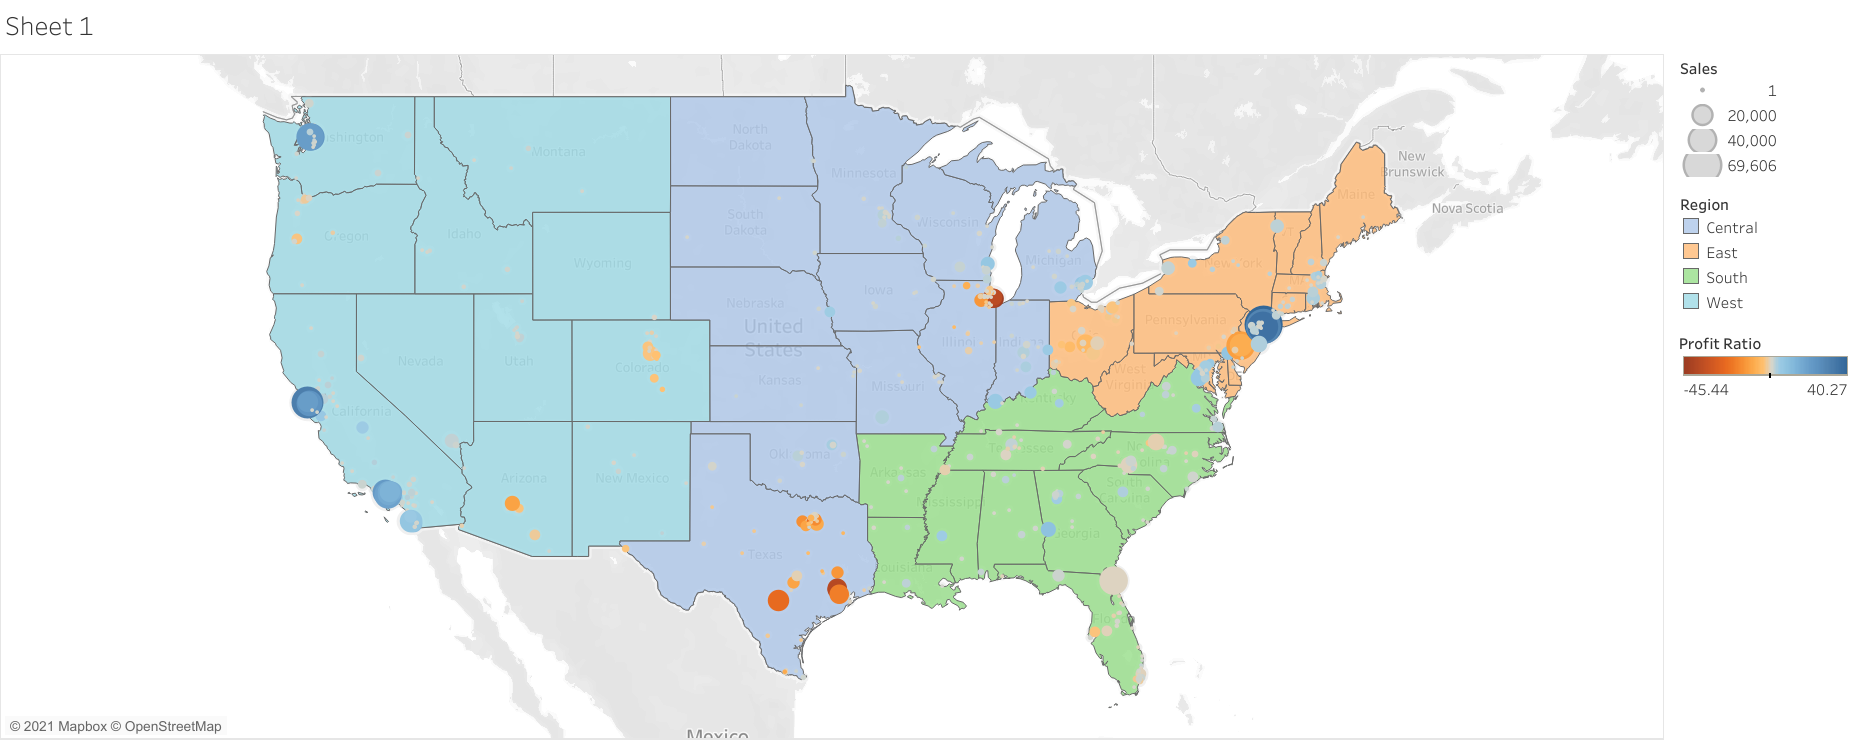 Sheet 1
Washington
Montana
North
Dakota
Minnesota
Oregon
Idaho
South
Dakota
Wisconsin
Michigan
Wyoming
Iowa
Nebraska
United
States
Nevada
Utah
Colorado
Kansas
Missouri
Illinois
Indiana
California
Arizona
New Mexico
Oklahoma
Texas
Arkansas
Mississippi
Louisiana
Tennessee
Kentucky
West
Virginia
Pennsylvania
New York
Maine
New
Brunswick
Nova Scotia
South
Carolina
Georgia
Florida
Mexico
© 2021 Mapbox © OpenStreetMap
Sales
1
20,000
40,000
69,606
Region
Central
East
South
West
Profit Ratio
-45.44
40.27